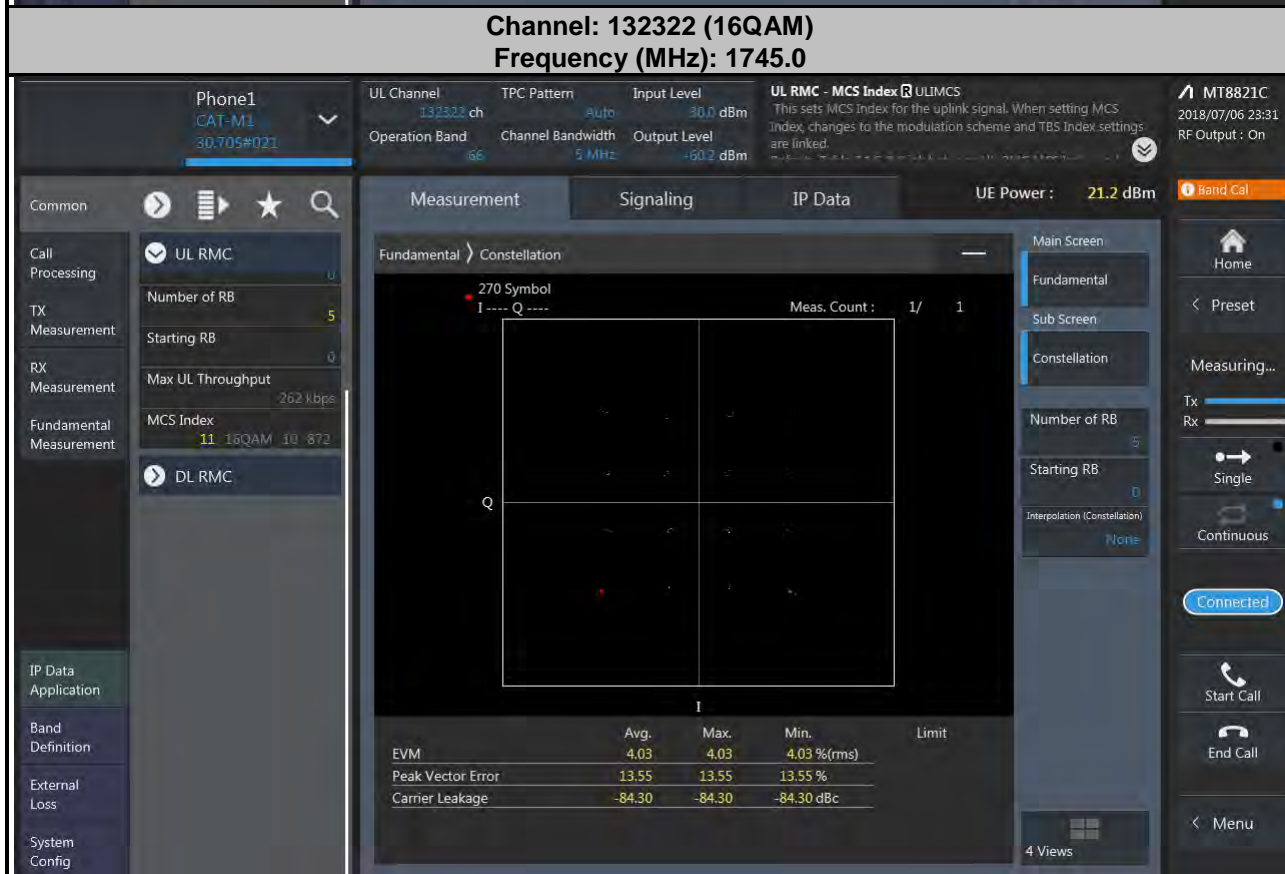 Channel: 132322 (16QAM)
Frequency (MHz): 1745.0
Phone1
CAT-M1
30.70S#021
UL Channel
132322 ch
TPC Pattern
Auto
Input Level
30.0 dBm
Operation Band
66
Channel Bandwidth
5 MHz
Output Level
-60.2 dBm
UL RMC - MCS Index R ULIMCS
This sets MCS Index for the uplink signal. When setting MCS
Index, changes to the modulation scheme and TBS Index settings
are linked.
MT8821C
2018/07/06 23:31
RF Output : On
Common
Measurement
Signaling
IP Data
UE Power : 21.2 dBm
Band Cal
Call
Processing
TX
Measurement
RX
Measurement
Fundamental
Measurement
IP Data
Application
Band
Definition
External
Loss
System
Config
UL RMC
0
Number of RB
5
Starting RB
0
Max UL Throughput
262 kbps
MCS Index
11 16QAM 10 872
DL RMC
Fundamental Constellation
270 Symbol
I ---- Q ----
Meas. Count : 1/ 1
Q
I
Avg. Max. Min. Limit
EVM 4.03 4.03 4.03 %(rms)
Peak Vector Error 13.55 13.55 13.55 %
Carrier Leakage -84.30 -84.30 -84.30 dBc
Main Screen
Fundamental
Sub Screen
Constellation
Number of RB
5
Starting RB
0
Interpolation (Constellation)
None
4 Views
Home
< Preset
Measuring...
Tx
Rx
Single
Continuous
Connected
Start Call
End Call
< Menu